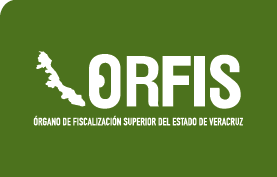 ORFIS
ÓRGANO DE FISCALIZACIÓN SUPERIOR DEL ESTADO DE VERACRUZ